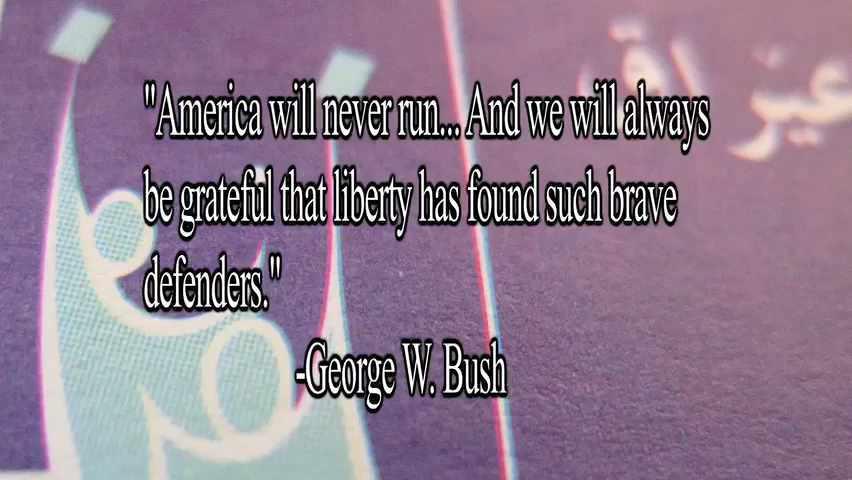 "America will never run... And we will always
be grateful that liberty has found such brave
defenders."
-George W. Bush